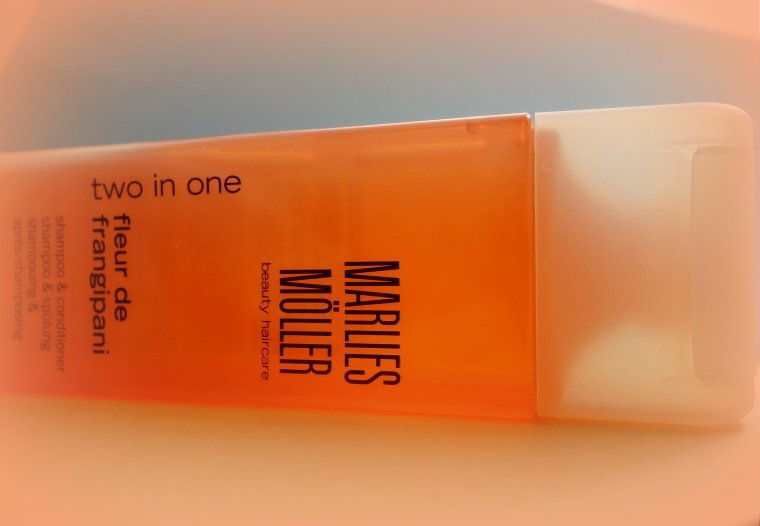 MARLIES
MÖLLER
beauty haircare
two in one
fleur de
frangipani
shampoo & conditioner
shampoo & spülung
shampooing &
après-shampooing